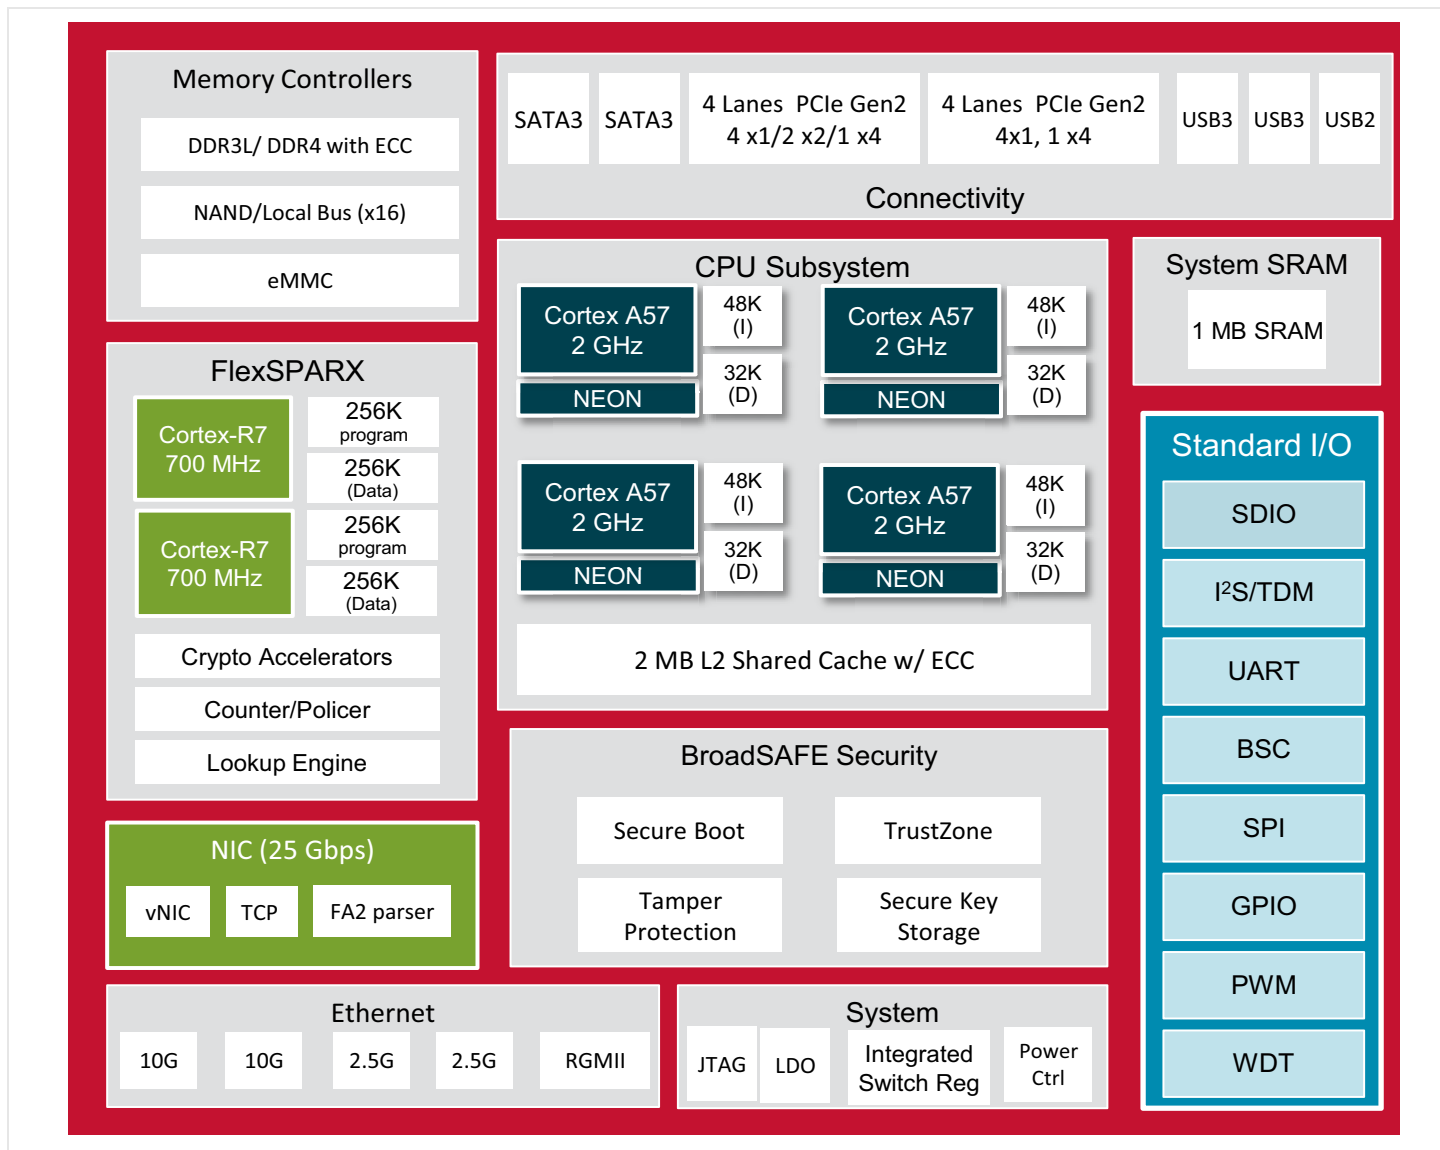 Memory Controllers
DDR3L/ DDR4 with ECC
NAND/Local Bus (x16)
eMMC
SATA3
SATA3
4 Lanes PCIe Gen2
4 x1/2 x2/1 x4
4 Lanes PCIe Gen2
4x1, 1 x4
USB3
USB3
USB2
Connectivity
FlexSPARX
Cortex-R7
700 MHz
256K
program
256K
(Data)
Cortex-R7
700 MHz
256K
program
256K
(Data)
Crypto Accelerators
Counter/Policer
Lookup Engine
CPU Subsystem
Cortex A57
2 GHz
NEON
48K
(I)
32K
(D)
Cortex A57
2 GHz
NEON
48K
(I)
32K
(D)
Cortex A57
2 GHz
NEON
48K
(I)
32K
(D)
Cortex A57
2 GHz
NEON
48K
(I)
32K
(D)
2 MB L2 Shared Cache w/ ECC
System SRAM
1 MB SRAM
Standard I/O
SDIO
I²S/TDM
UART
BSC
SPI
GPIO
PWM
WDT
BroadSAFE Security
Secure Boot
TrustZone
Tamper
Protection
Secure Key
Storage
NIC (25 Gbps)
vNIC
TCP
FA2 parser
Ethernet
10G
10G
2.5G
2.5G
RGMII
System
JTAG
LDO
Integrated
Switch Reg
Power
Ctrl